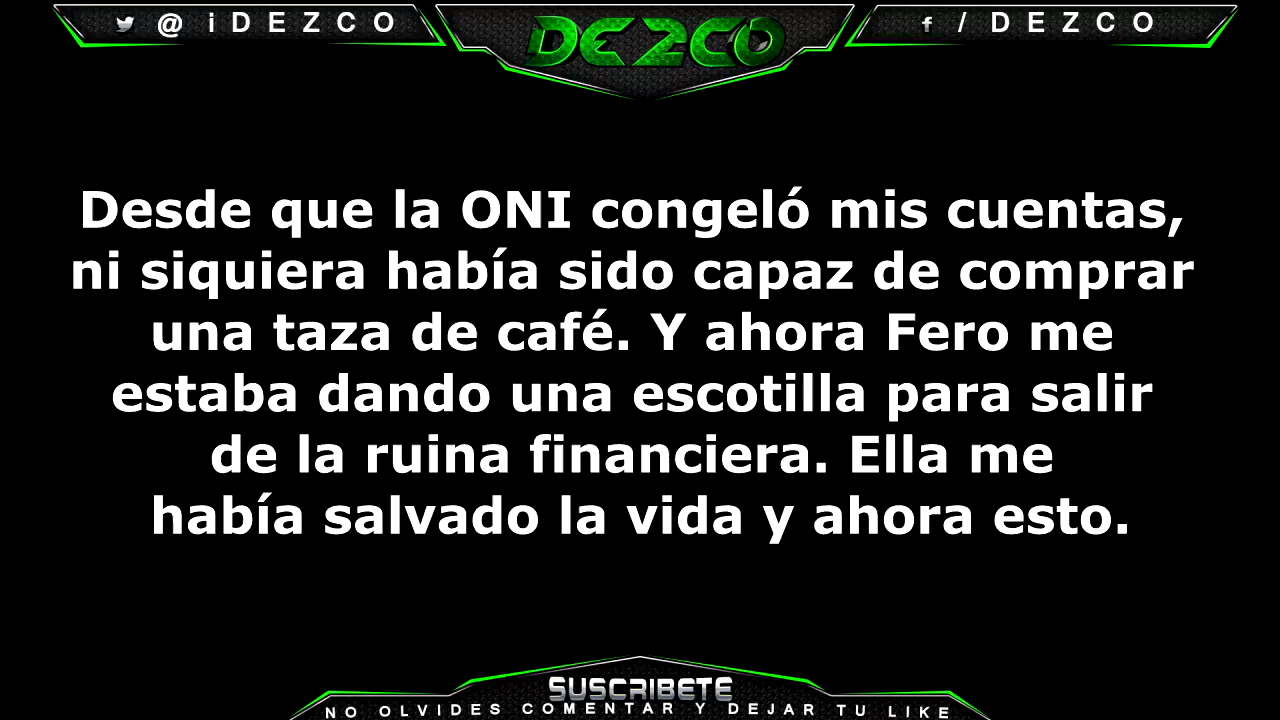 @iDEZCO
DEZCO
/DEZCO
Desde que la ONI congeló mis cuentas,
ni siquiera había sido capaz de comprar
una taza de café. Y ahora Fero me
estaba dando una escotilla para salir
de la ruina financiera. Ella me
había salvado la vida y ahora esto.
SUSCRIBETE
NO OLVIDES COMENTAR Y DEJAR TU LIKE